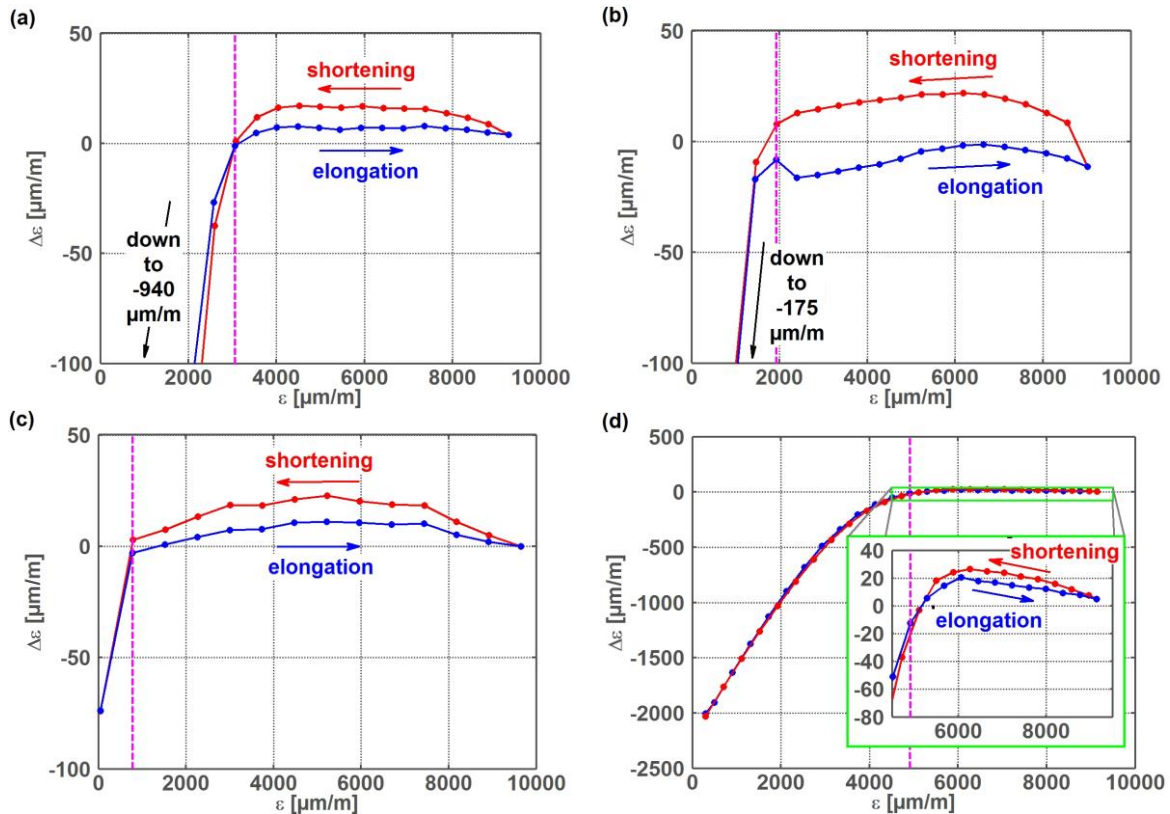 (a)
50
shortening
0
elongation
Δε [µm/m]
down
to
-940
µm/m
-50
-100
0 2000 4000 6000 8000 10000
ε [µm/m]
(b)
50
shortening
0
elongation
Δε [µm/m]
down
to
-175
µm/m
-50
-100
0 2000 4000 6000 8000 10000
ε [µm/m]
(c)
50
shortening
0
elongation
Δε [µm/m]
-50
-100
0 2000 4000 6000 8000 10000
ε [µm/m]
(d)
500
0
-500
Δε [µm/m]
-1000
-1500
-2000
-2500
40
20
0
-20
-40
-60
-80
shortening
elongation
6000 8000
0 2000 4000 6000 8000 10000
ε [µm/m]